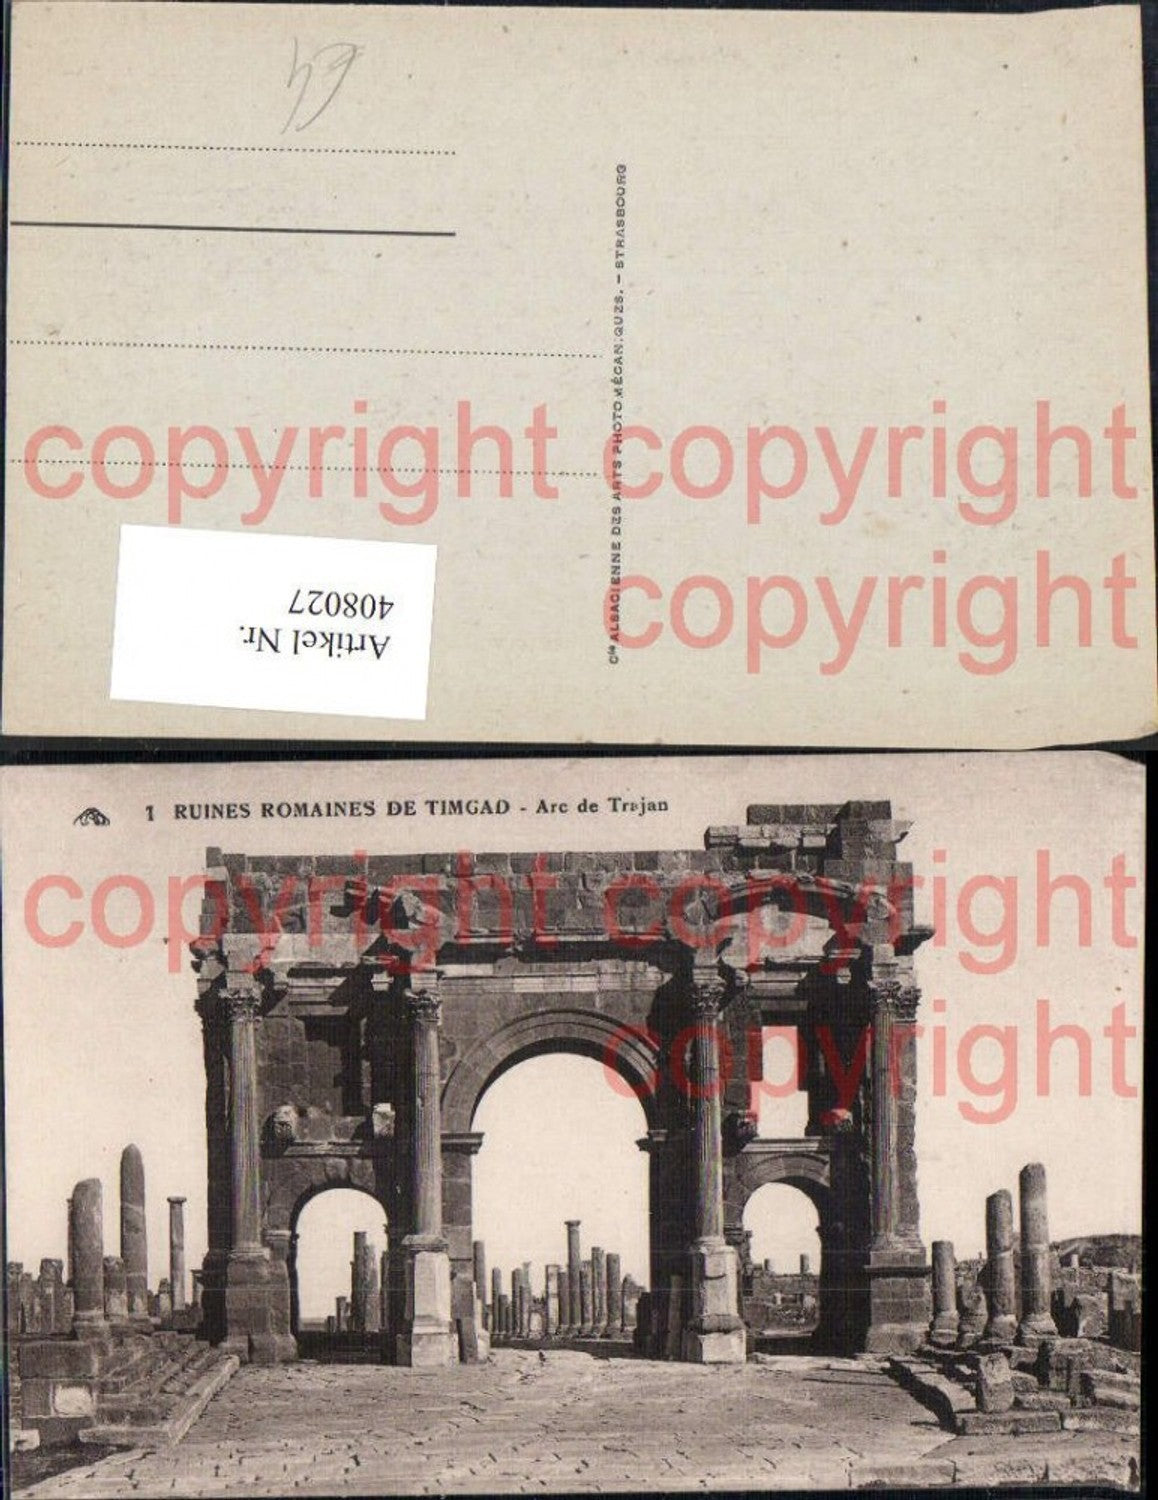 Cie ALSACIENNE DES ARTS PHOTOMÉCANIQUES. – STRASBOURG
copyright copyright
copyright
Artikel Nr.
408027
1 RUINES ROMAINES DE TIMGAD - Arc de Trajan
copyright copyright
copyright